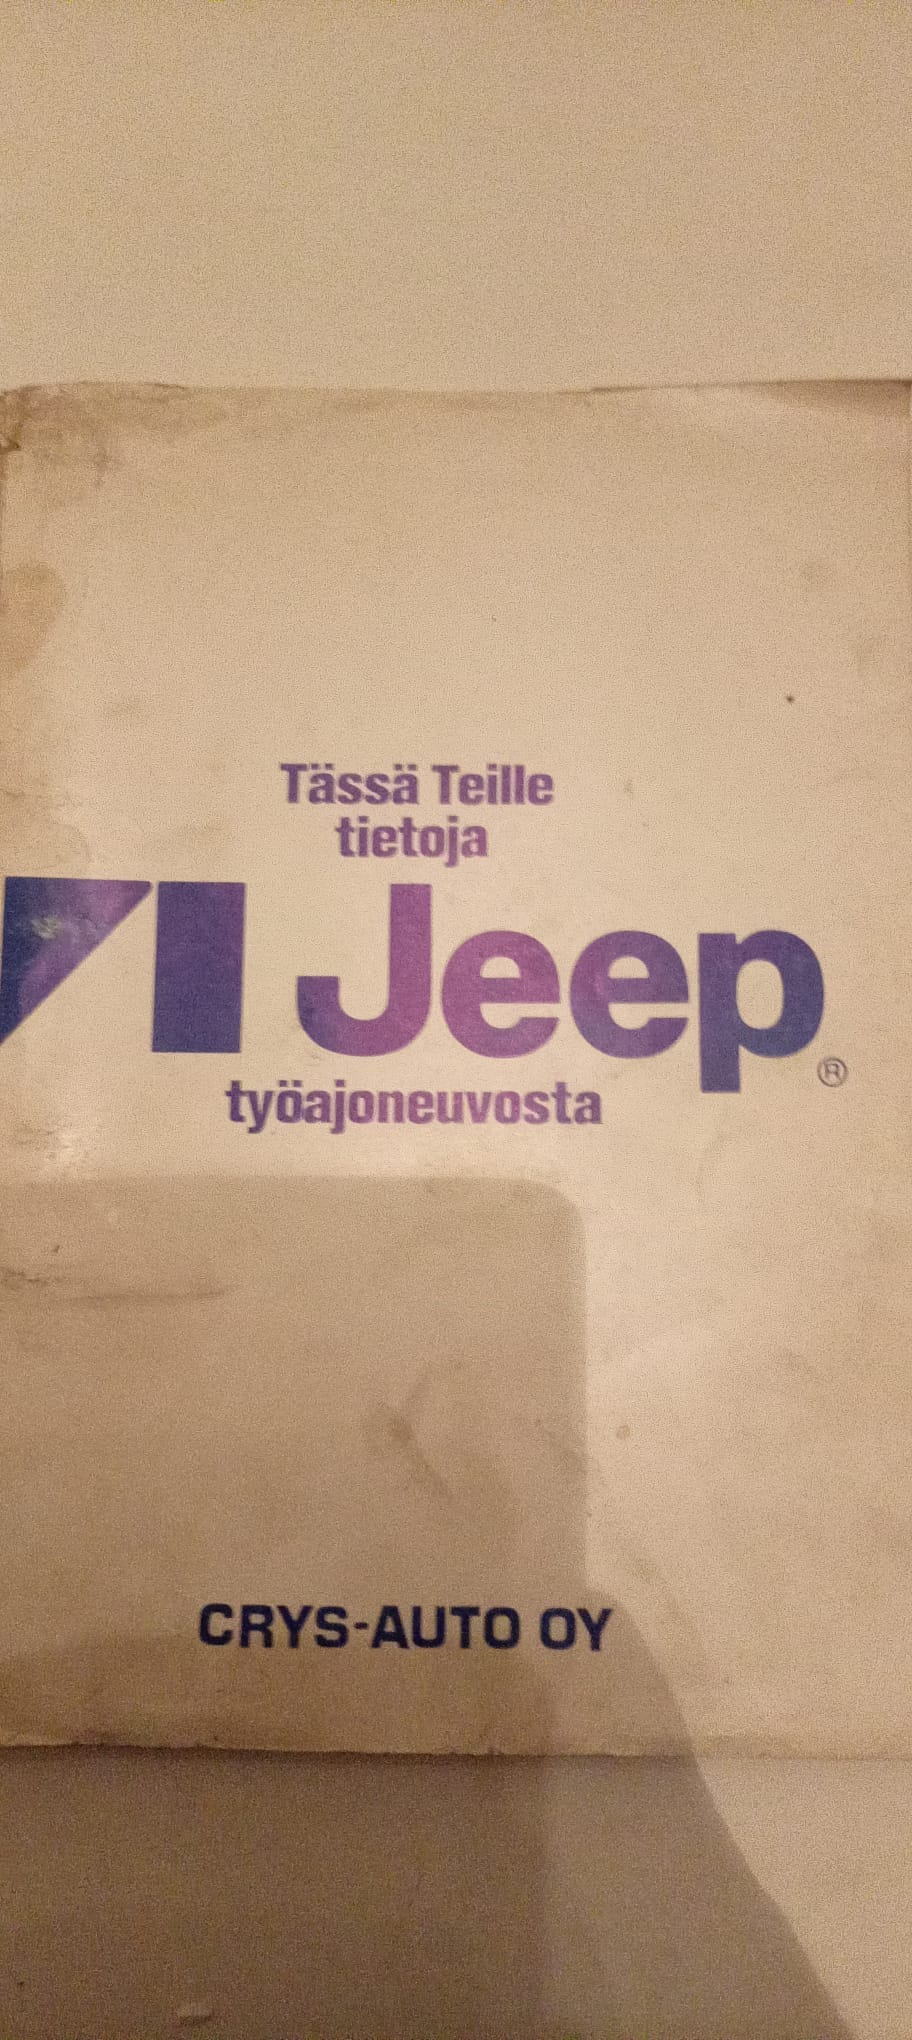 Tässä Teille
tietoja
Jeep®
työajoneuvosta
CRYS-AUTO OY